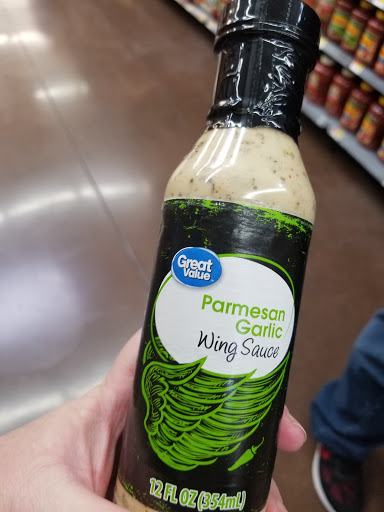 Great
Value
Parmesan
Garlic
Wing Sauce
12 FL OZ (354mL)